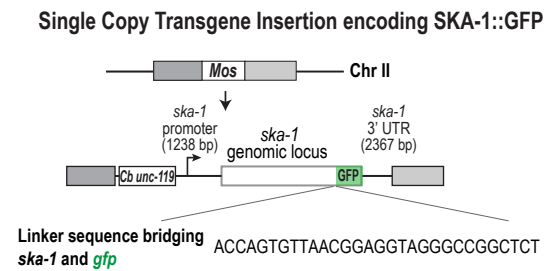 Single Copy Transgene Insertion encoding SKA-1::GFP
Mos
Chr II
ska-1
promoter
(1238 bp)
ska-1
genomic locus
ska-1
3' UTR
(2367 bp)
Cb unc-119
GFP
Linker sequence bridging
ska-1 and gfp
ACCAGTGTTAACGGAGGTAGGGCCGGCTCT